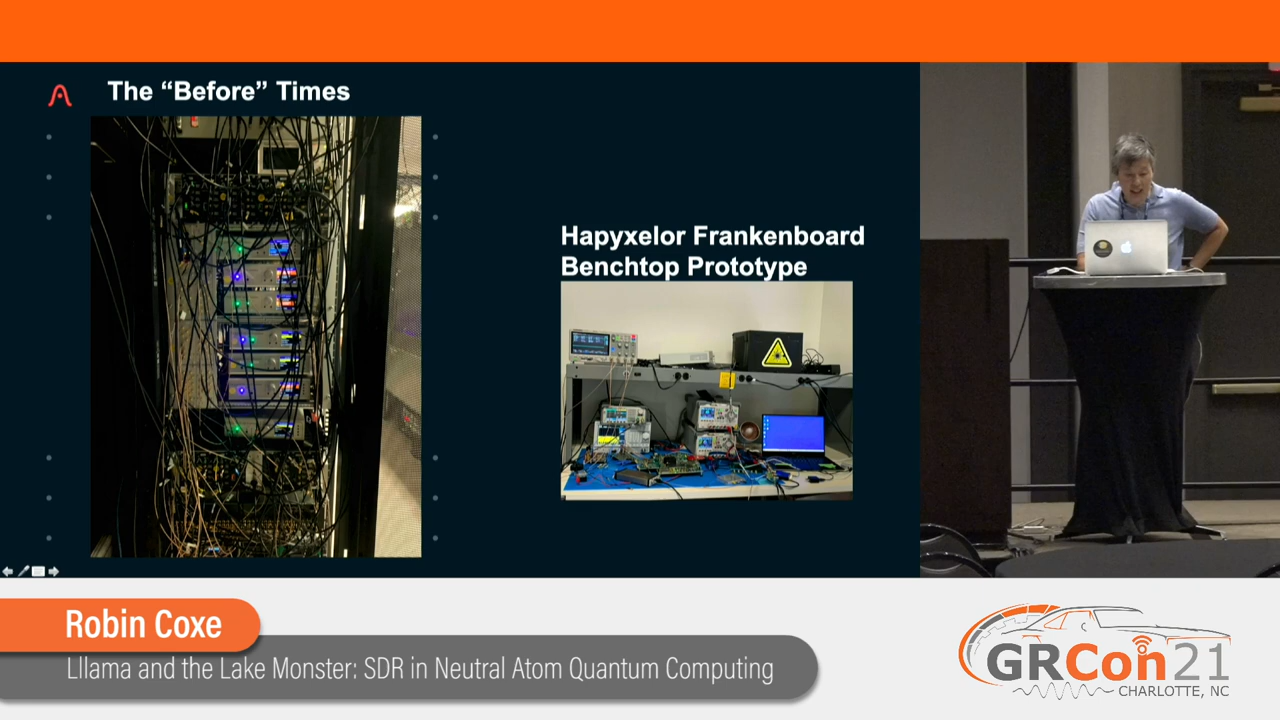 The “Before” Times
Hapyxelor Frankenboard
Benchtop Prototype
Robin Coxe
Lllama and the Lake Monster: SDR in Neutral Atom Quantum Computing
GRCon21
CHARLOTTE, NC